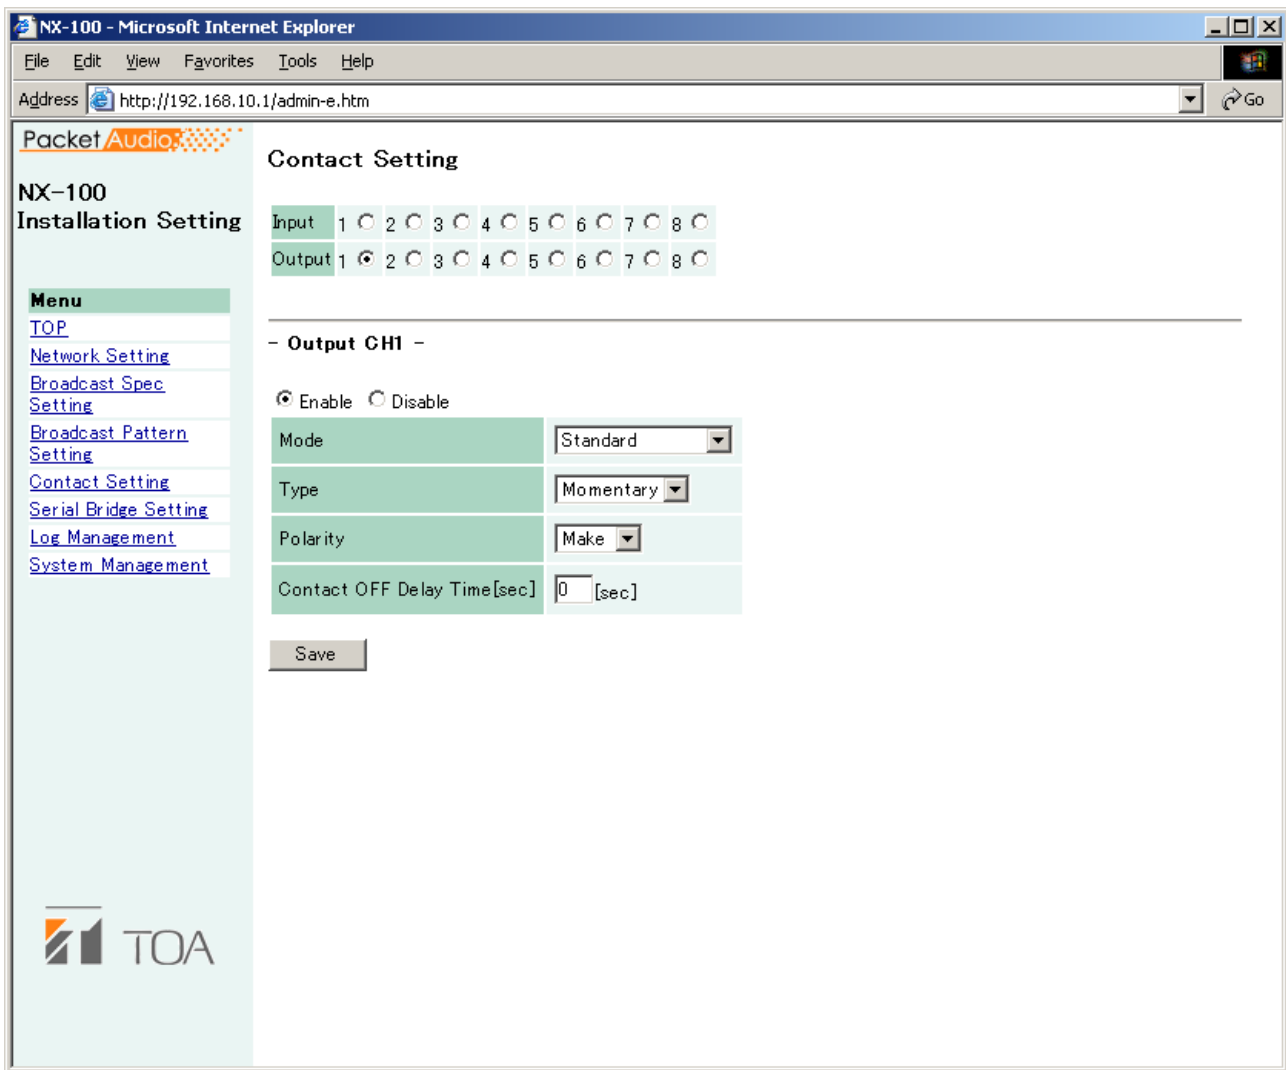 NX-100 - Microsoft Internet Explorer
File Edit View Favorites Tools Help
Address http://192.168.10.1/admin-e.htm Go
Packet Audio
NX-100
Installation Setting
Menu
TOP
Network Setting
Broadcast Spec
Setting
Broadcast Pattern
Setting
Contact Setting
Serial Bridge Setting
Log Management
System Management
TOA
Contact Setting
Input 1 2 3 4 5 6 7 8
Output 1 2 3 4 5 6 7 8
- Output CH1 -
Enable Disable
Mode Standard
Type Momentary
Polarity Make
Contact OFF Delay Time[sec] 0 [sec]
Save